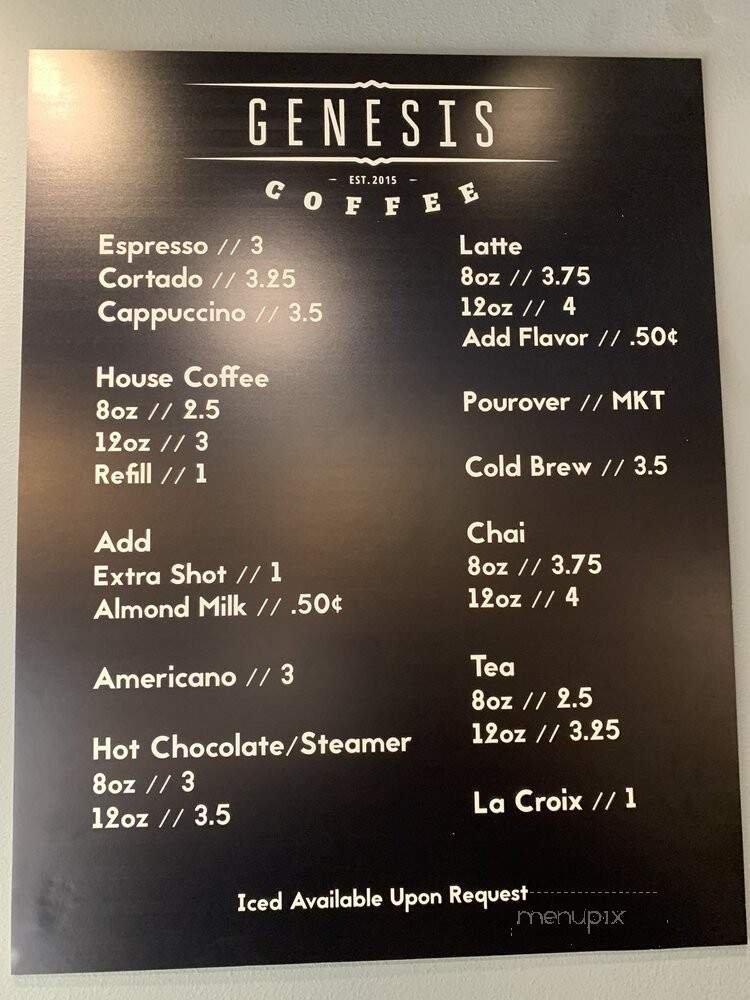 GENESIS
EST. 2015
COFFEE
Espresso // 3
Cortado // 3.25
Cappuccino // 3.5
House Coffee
8oz // 2.5
12oz // 3
Refill // 1
Add
Extra Shot // 1
Almond Milk // .50¢
Americano // 3
Hot Chocolate/Steamer
8oz // 3
12oz // 3.5
Latte
8oz // 3.75
12oz // 4
Add Flavor // .50¢
Pourover // MKT
Cold Brew // 3.5
Chai
8oz // 3.75
12oz // 4
Tea
8oz // 2.5
12oz // 3.25
La Croix // 1
Iced Available Upon Request
menupix